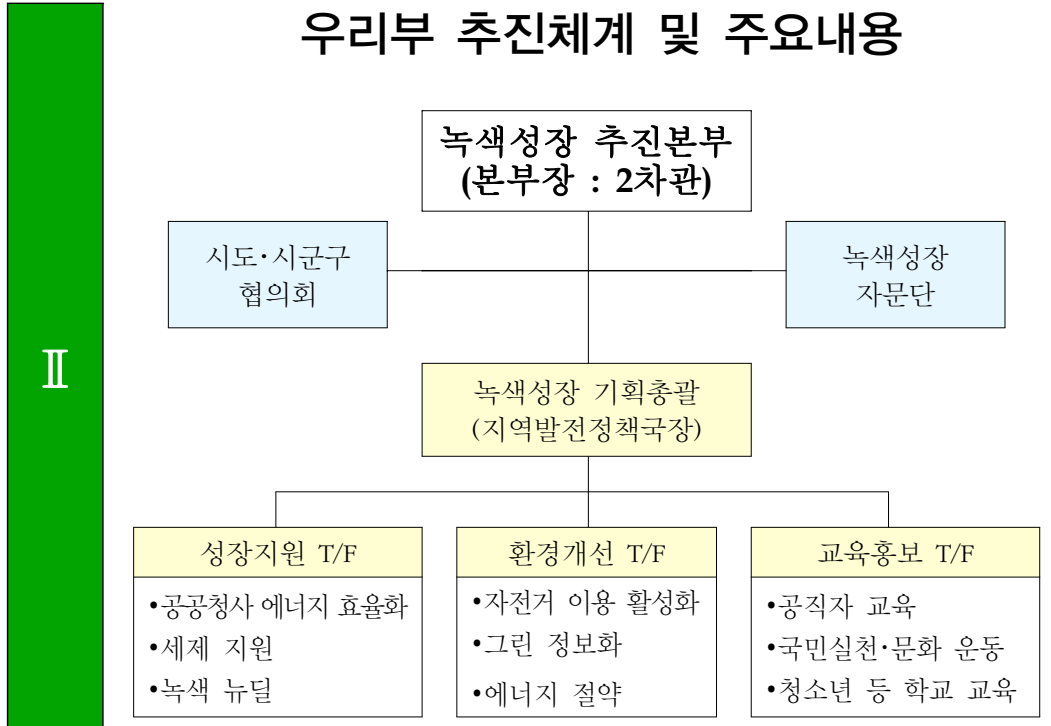 우리부 추진체계 및 주요내용
Ⅱ
녹색성장 추진본부
(본부장 : 2차관)
시도·시군구
협의회
녹색성장
자문단
녹색성장 기획총괄
(지역발전정책국장)
성장지원 T/F
•공공청사 에너지 효율화
•세제 지원
•녹색 뉴딜
환경개선 T/F
•자전거 이용 활성화
•그린 정보화
•에너지 절약
교육홍보 T/F
•공직자 교육
•국민실천·문화 운동
•청소년 등 학교 교육